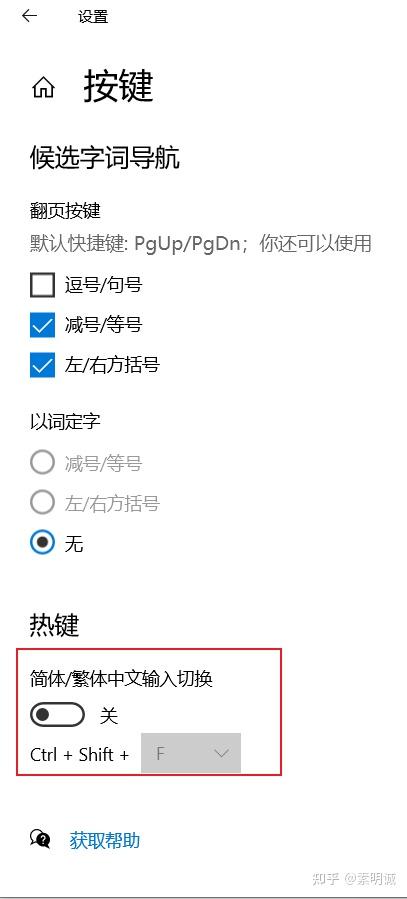 设置
按键
候选字词导航
翻页按键
默认快捷键: PgUp/PgDn；你还可以使用
逗号/句号
减号/等号
左/右方括号
以词定字
减号/等号
左/右方括号
无
热键
简体/繁体中文输入切换
关
Ctrl + Shift + F
获取帮助
知乎 @素明诚